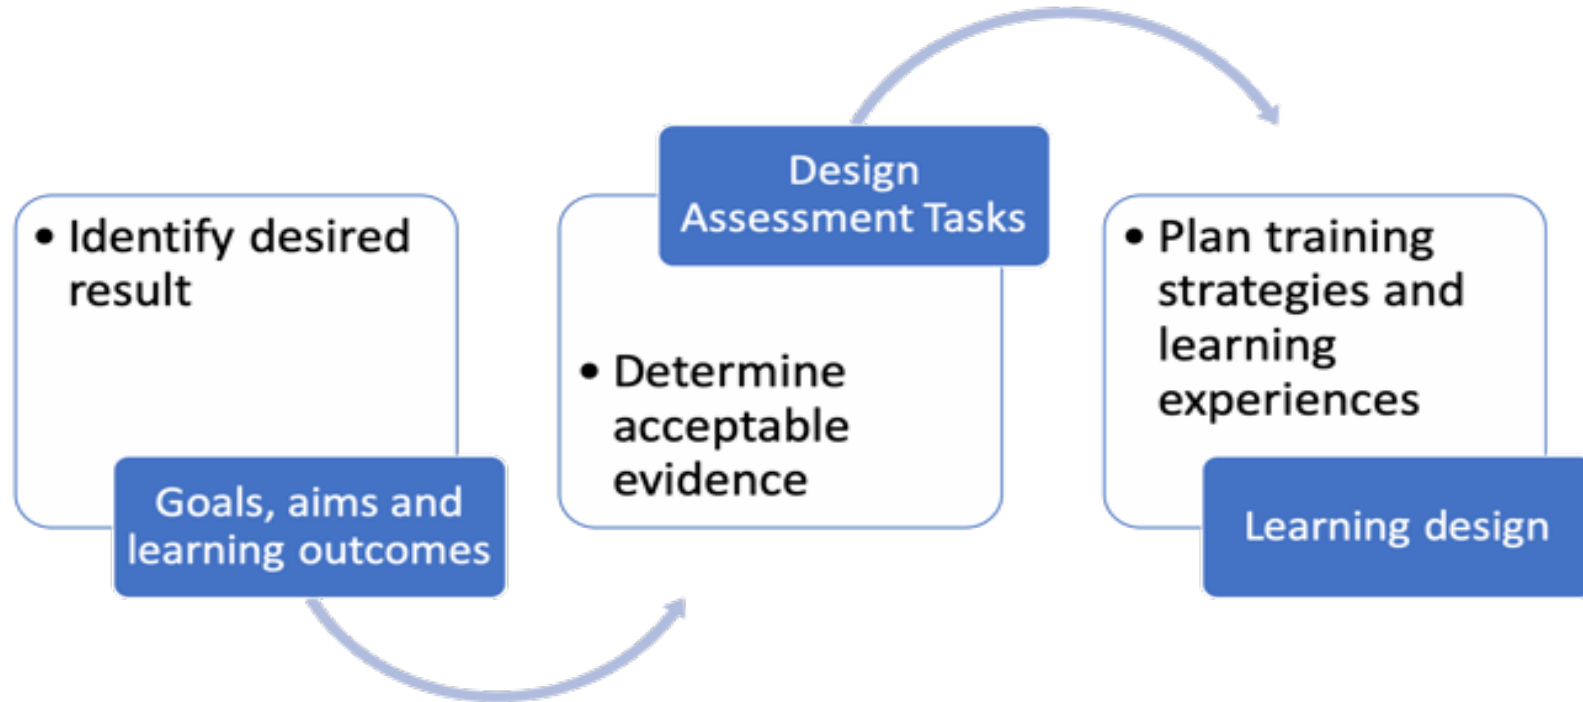 • Identify desired
result
Goals, aims and
learning outcomes
Design
Assessment Tasks
• Determine
acceptable
evidence
• Plan training
strategies and
learning
experiences
Learning design